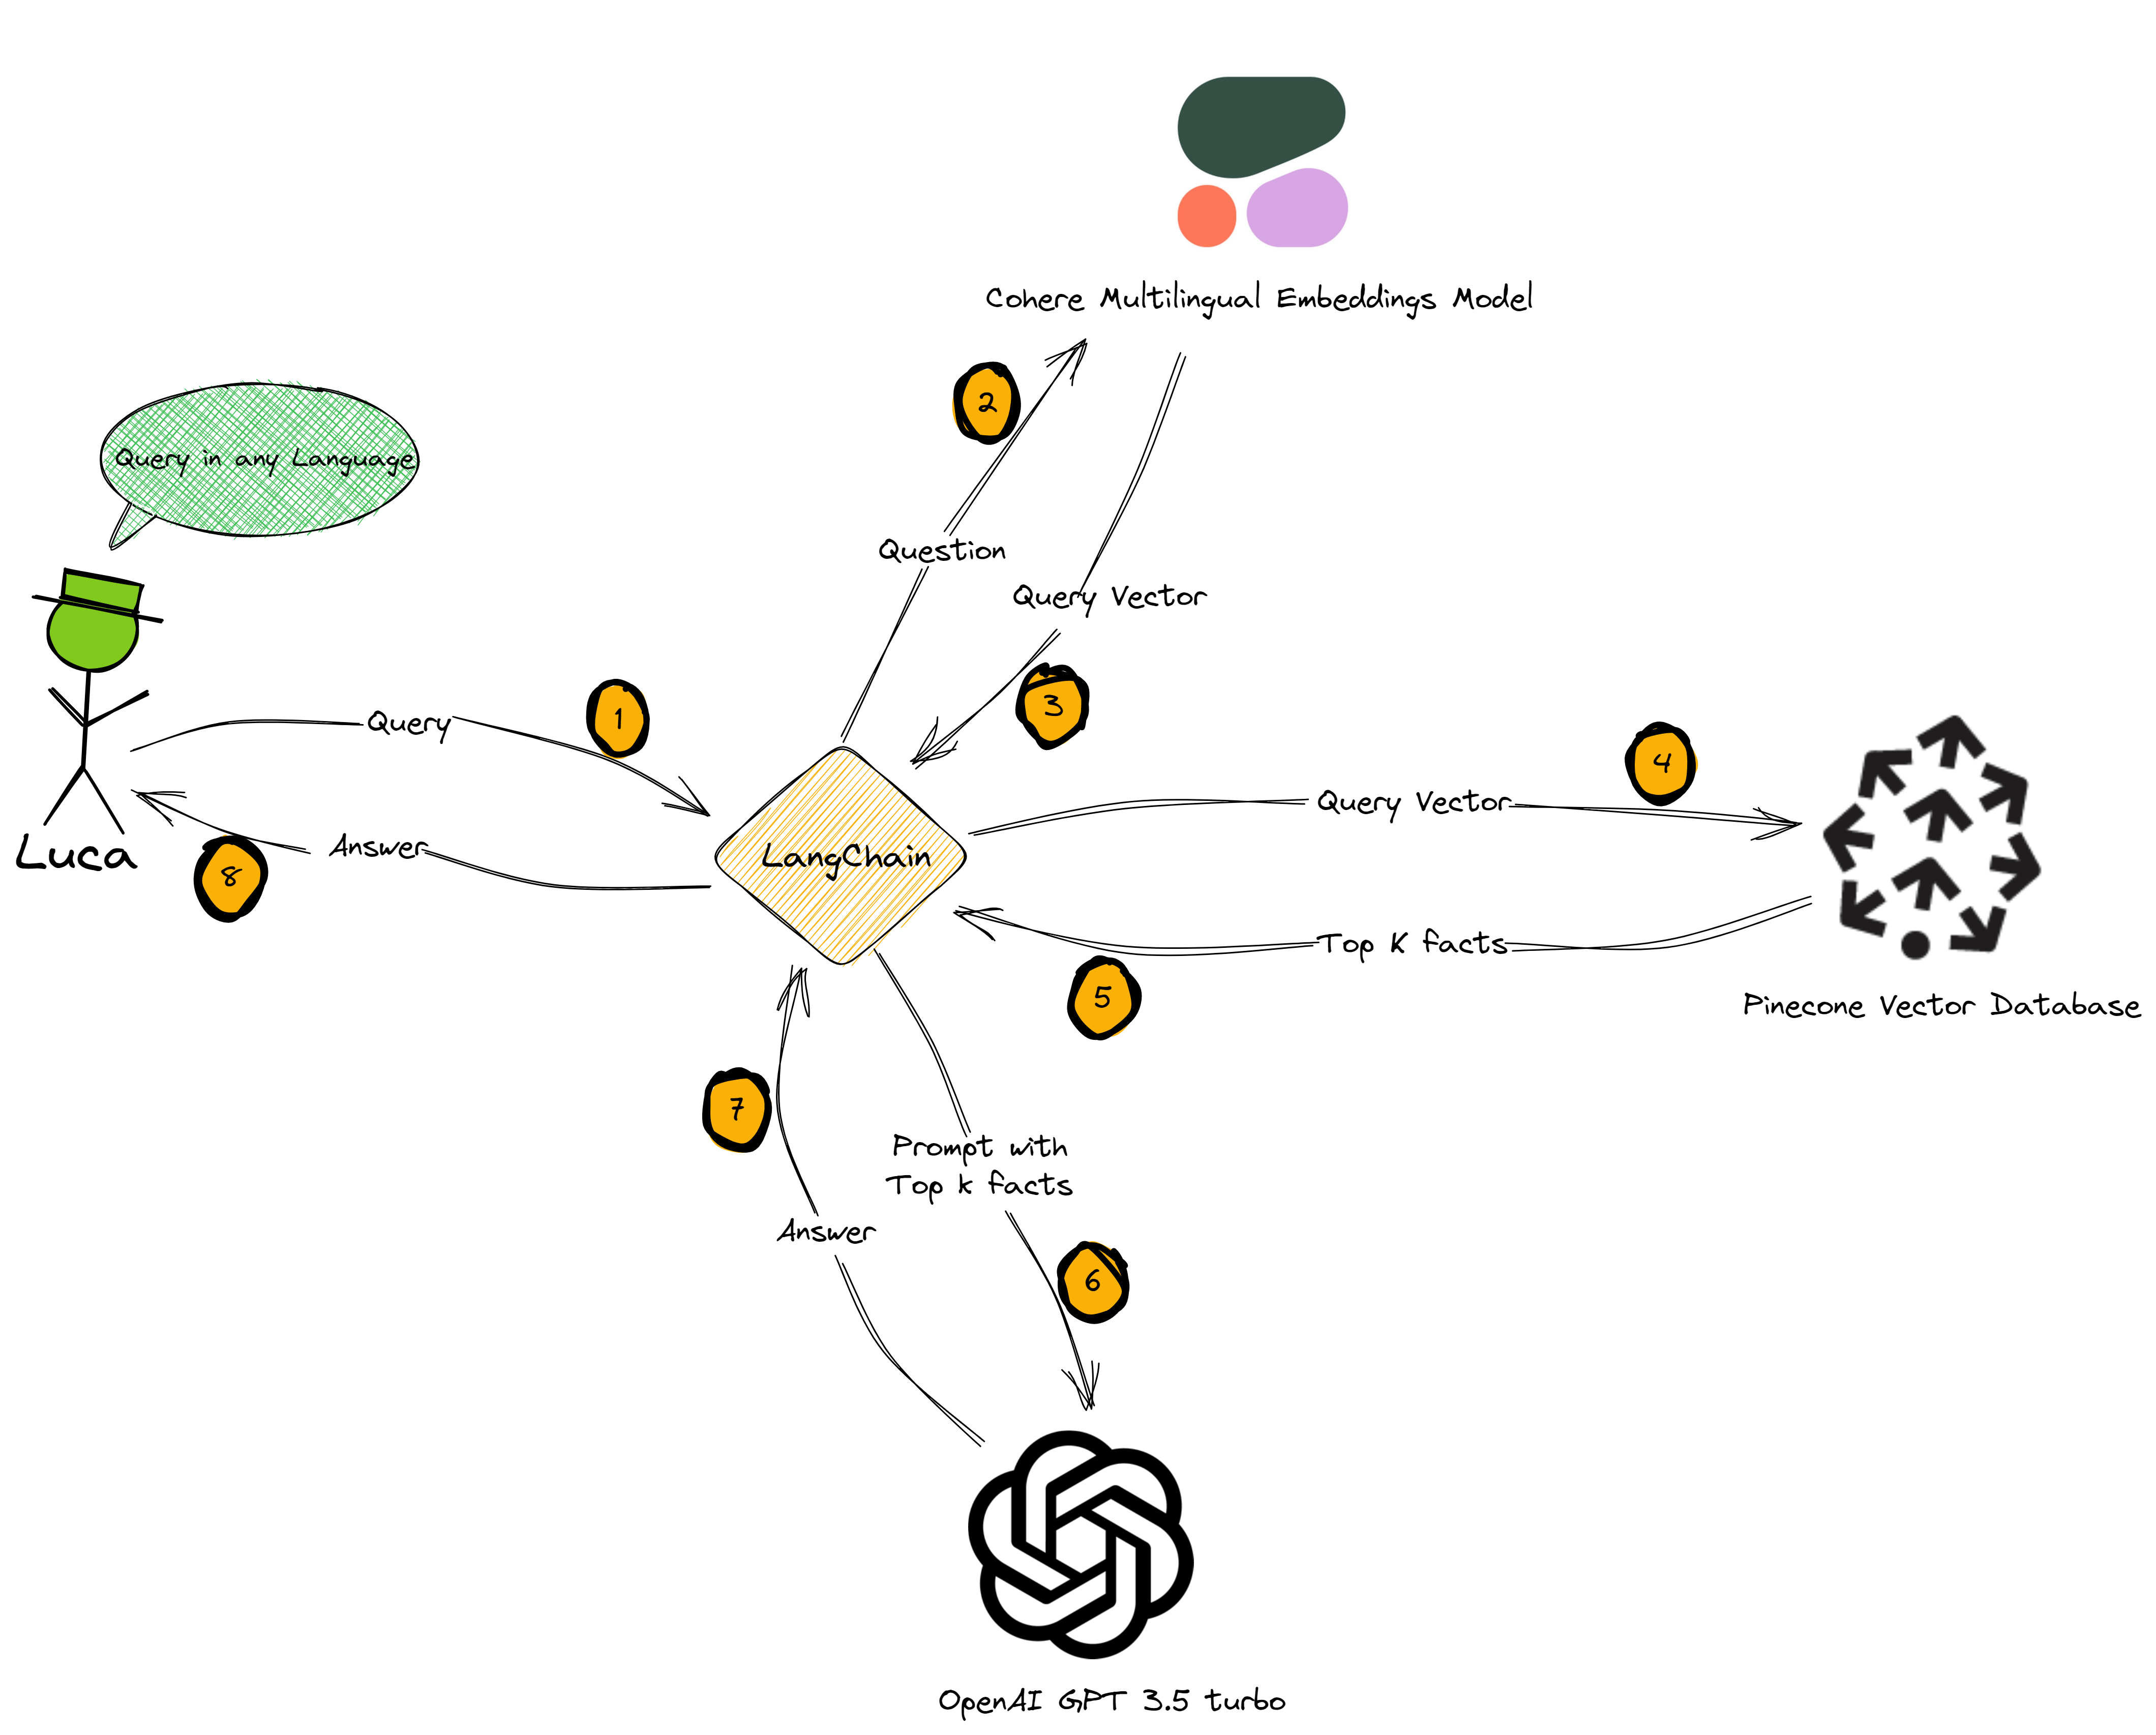 Cohere Multilingual Embeddings Model
2
Query in any Language
Question
Query Vector
3
1
Query
4
Query Vector
Luca
Answer
8
LangChain
Top K facts
5
Pinecone Vector Database
7
Prompt with
Top k facts
Answer
6
OpenAI GPT 3.5 turbo